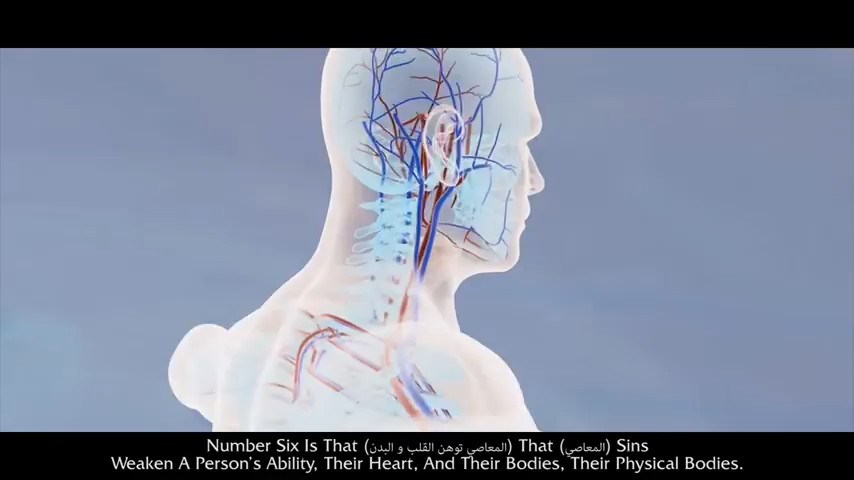 Number Six Is That (المعاصي توهن القلب و البدن) That (المعاصي) Sins
Weaken A Person's Ability, Their Heart, And Their Bodies, Their Physical Bodies.